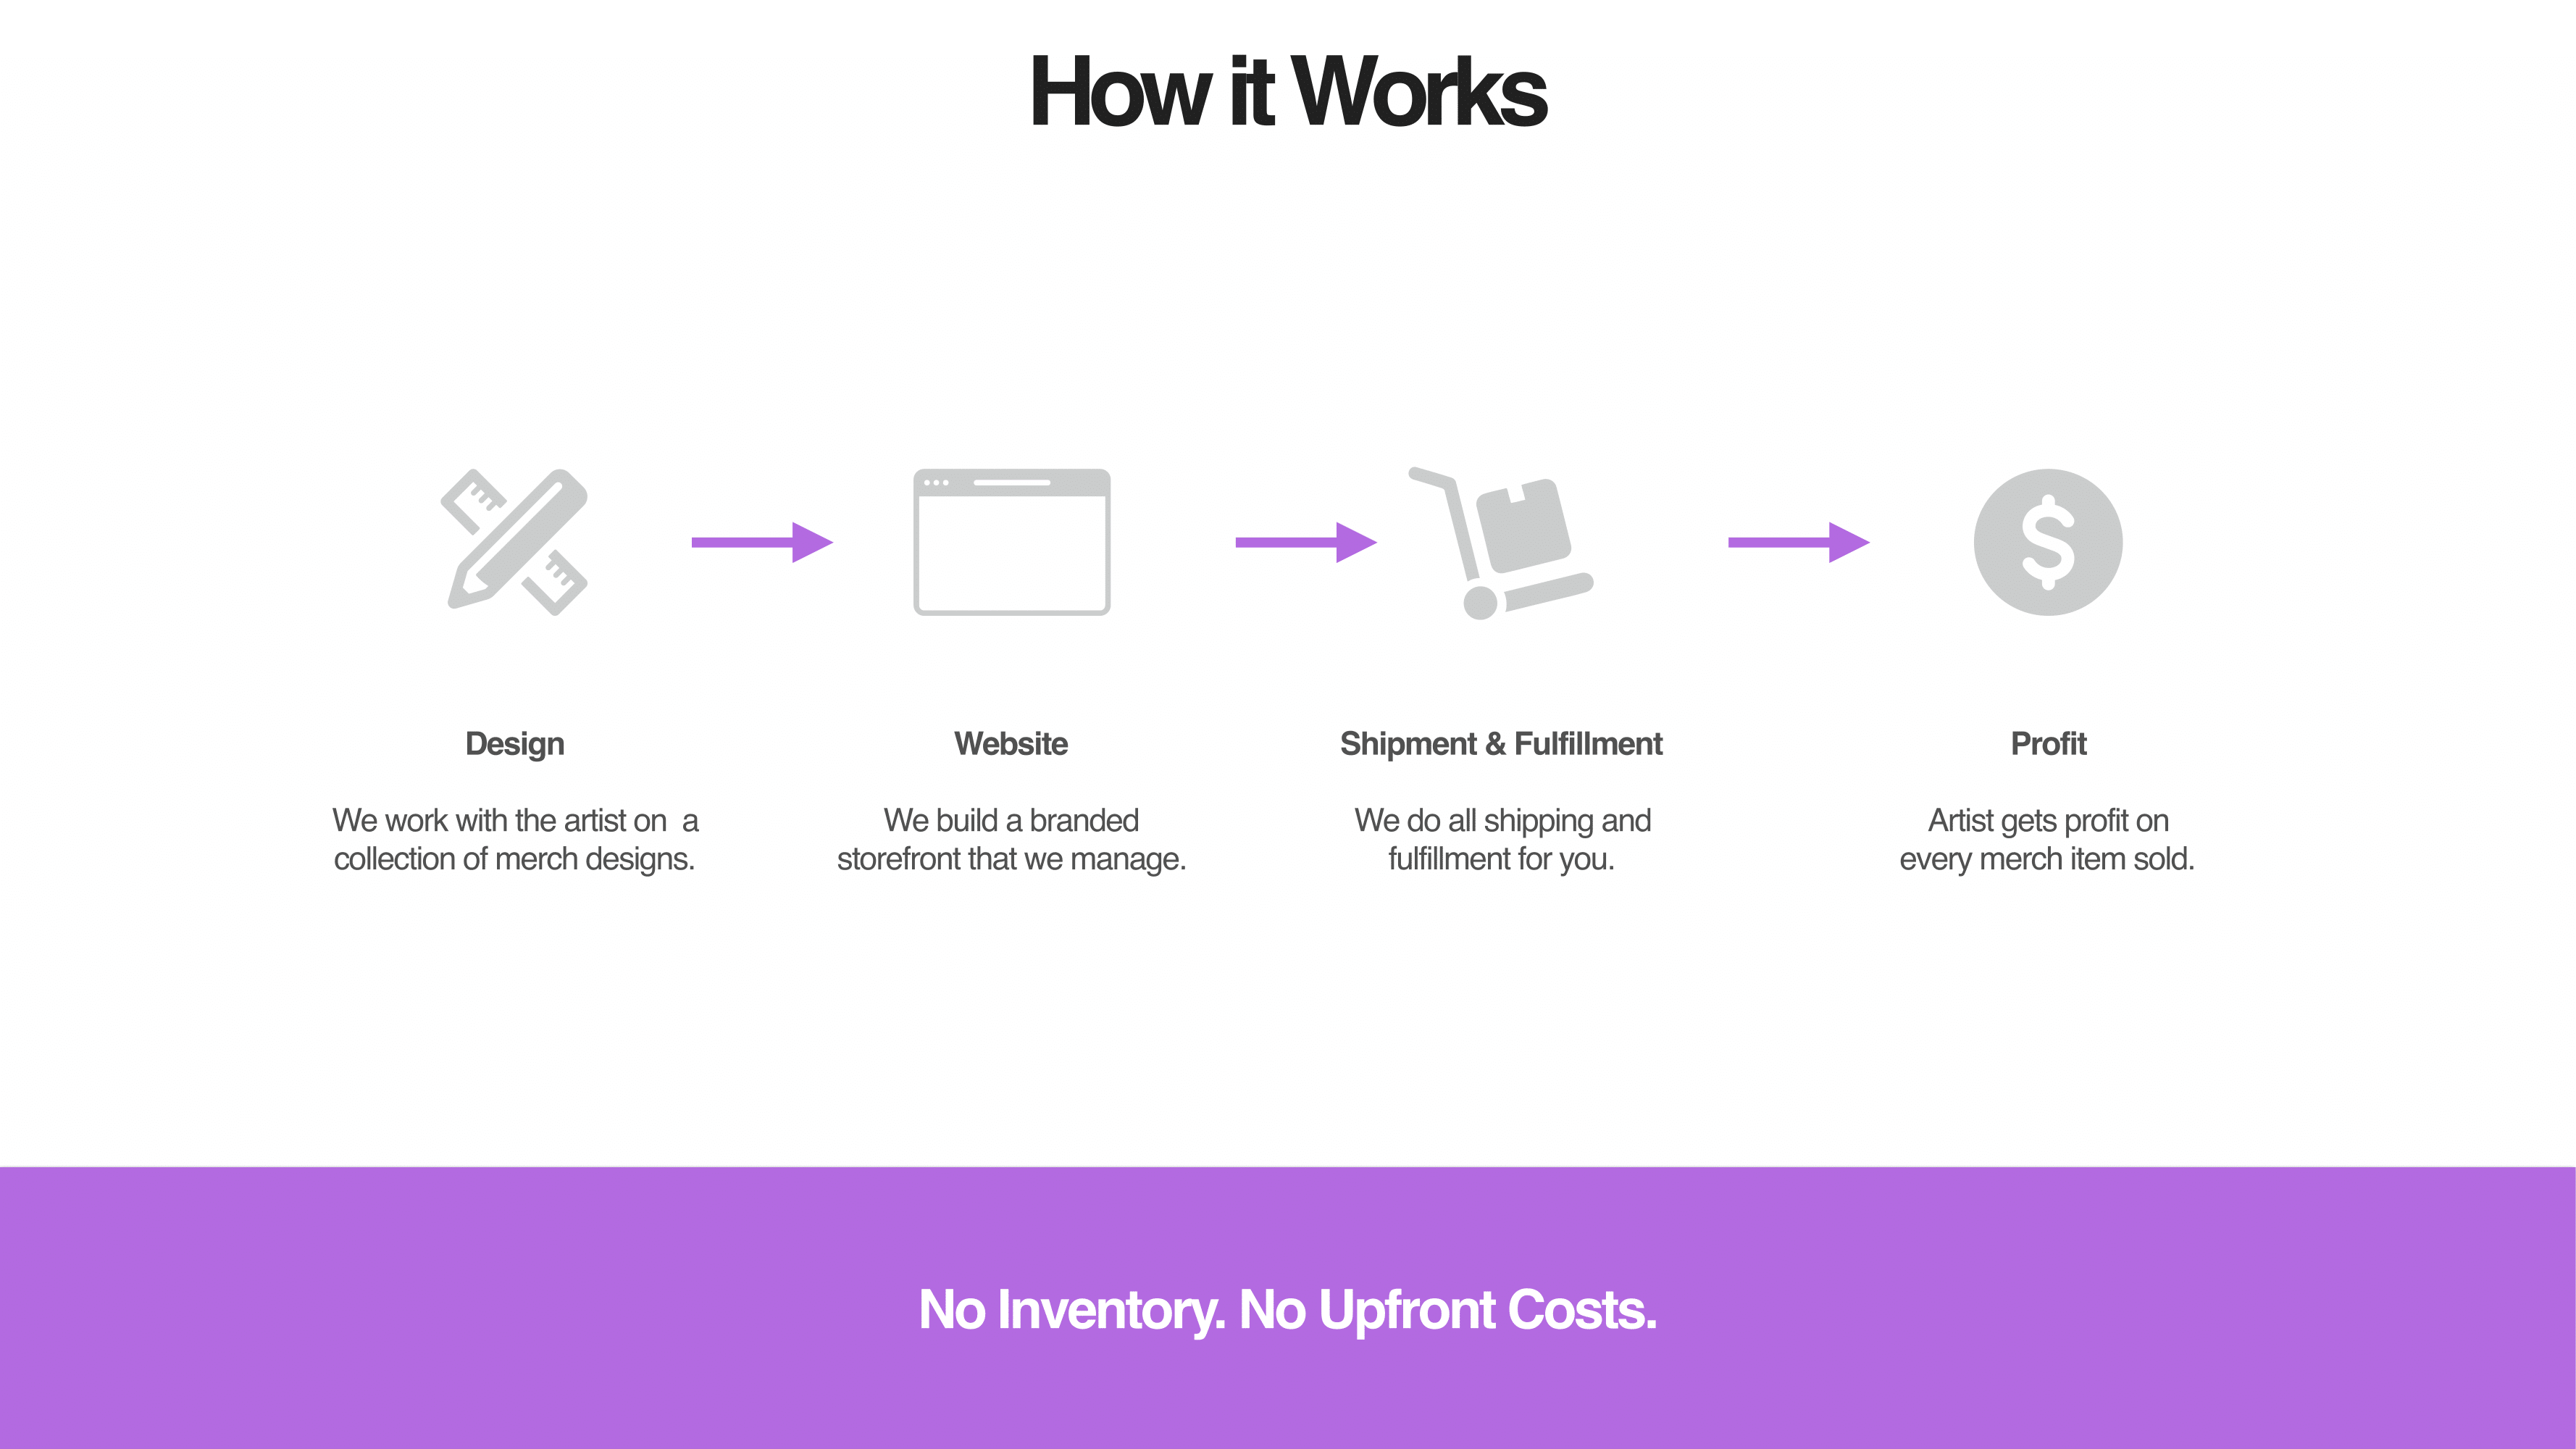 How it Works
Design
We work with the artist on  a
collection of merch designs.
Website
We build a branded
storefront that we manage.
Shipment & Fulfillment
We do all shipping and
fulfillment for you.
Profit
Artist gets profit on
every merch item sold.
No Inventory. No Upfront Costs.